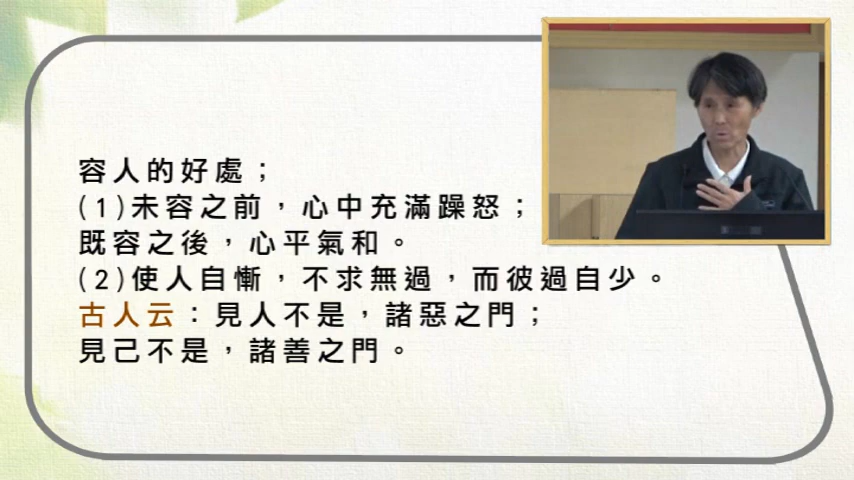 容人的好處；
(1)未容之前，心中充滿躁怒；
既容之後，心平氣和。
(2)使人自慚，不求無過，而彼過自少。
古人云：見人不是，諸惡之門；
見己不是，諸善之門。